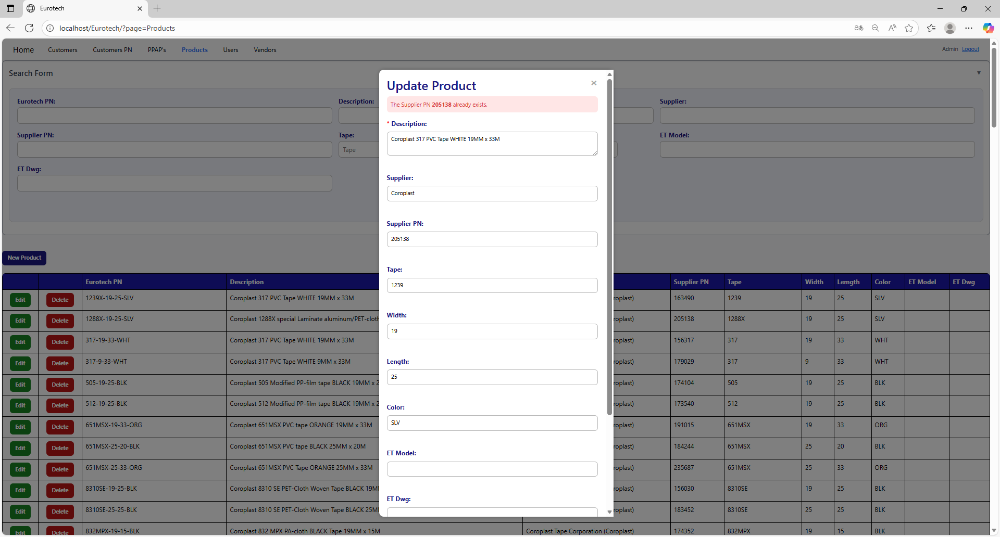 Eurotech
localhost/Eurotech/?page=Products
Home Customers Customers PN PPAP's Products Users Vendors Admin Logout
Search Form
Eurotech PN: Description: Supplier:
Supplier PN: Tape: ET Model:
Tape
ET Dwg:
New Product
Update Product
The Supplier PN 205138 already exists.
* Description:
Coroplast 317 PVC Tape WHITE 19MM x 33M
Supplier:
Coroplast
Supplier PN:
205138
Tape:
1239
Width:
19
Length:
25
Color:
SLV
ET Model:
ET Dwg:
Eurotech PN Description Supplier PN Tape Width Lemgth Color ET Model ET Dwg
Edit Delete 1239X-19-25-SLV Coroplast 317 PVC Tape WHITE 19MM x 33M roplast) 163490 1239 19 25 SLV
Edit Delete 1288X-19-25-SLV Coroplast 1288X special Laminate aluminum/PET-cloth roplast) 205138 1288X 19 25 SLV
Edit Delete 317-19-33-WHT Coroplast 317 PVC Tape WHITE 19MM x 33M roplast) 156317 317 19 33 WHT
Edit Delete 317-9-33-WHT Coroplast 317 PVC Tape WHITE 9MM x 33M roplast) 179029 317 9 33 WHT
Edit Delete 505-19-25-BLK Coroplast 505 Modified PP-film tape BLACK 19MM x 2 roplast) 174104 505 19 25 BLK
Edit Delete 512-19-25-BLK Coroplast 512 Modified PP-film tape BLACK 19MM x 2 roplast) 173540 512 19 25 BLK
Edit Delete 651MSX-19-33-ORG Coroplast 651MSX PVC tape ORANGE 19MM x 33M roplast) 191015 651MSX 19 33 ORG
Edit Delete 651MSX-25-20-BLK Coroplast 651MSX PVC tape BLACK 25MM x 20M roplast) 184244 651MSX 25 20 BLK
Edit Delete 651MSX-25-33-ORG Coroplast 651MSX PVC Tape ORANGE 25MM x 33M roplast) 235687 651MSX 25 33 ORG
Edit Delete 8310SE-19-25-BLK Coroplast 8310 SE PET-Cloth Woven Tape BLACK 19M roplast) 156030 8310SE 19 25 BLK
Edit Delete 8310SE-25-25-BLK Coroplast 8310 SE PET-Cloth Woven Tape BLACK 25M roplast) 183452 8310SE 25 25 BLK
Edit Delete 832MPX-19-15-BLK Coroplast 832 MPX PA-cloth BLACK Tape 19MM x 15M Coroplast Tape Corporation (Coroplast) 174352 832MPX 19 15 BLK